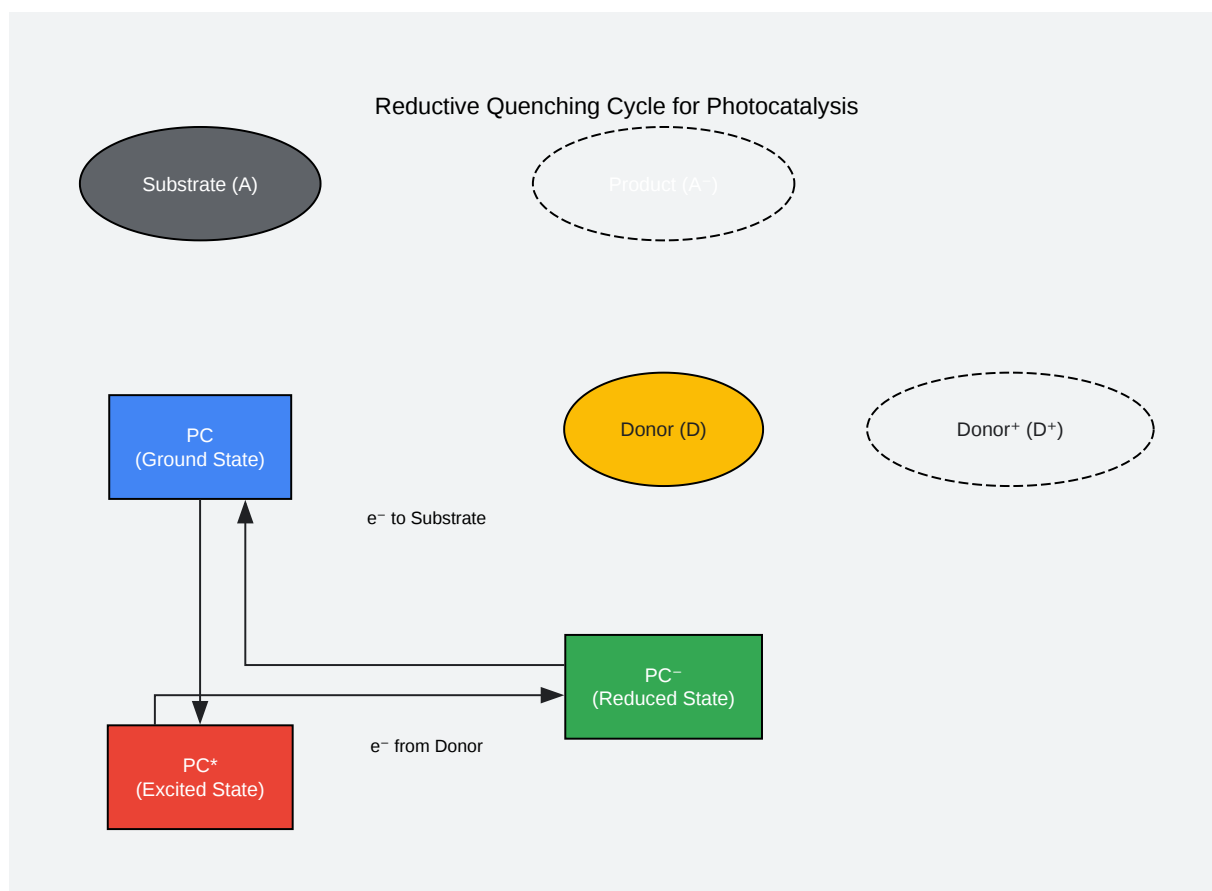 Reductive Quenching Cycle for Photocatalysis
Substrate (A)
Product (A⁻)
PC
(Ground State)
Donor (D)
Donor⁺ (D⁺)
e⁻ to Substrate
PC⁻
(Reduced State)
e⁻ from Donor
PC*
(Excited State)